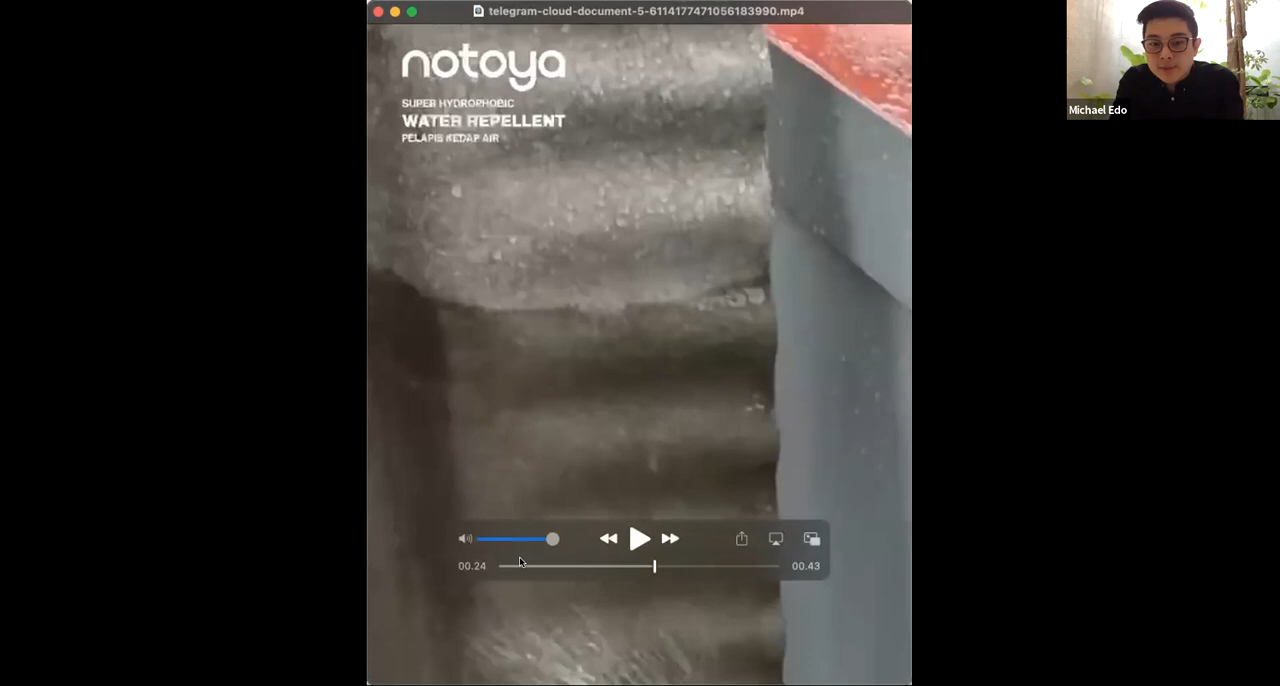 telegram-cloud-document-5-6114177471056183990.mp4
notoya
SUPER HYDROPHOBIC
WATER REPELLENT
PELAPIS KEDAP AIR
Michael Edo
00.24
00.43